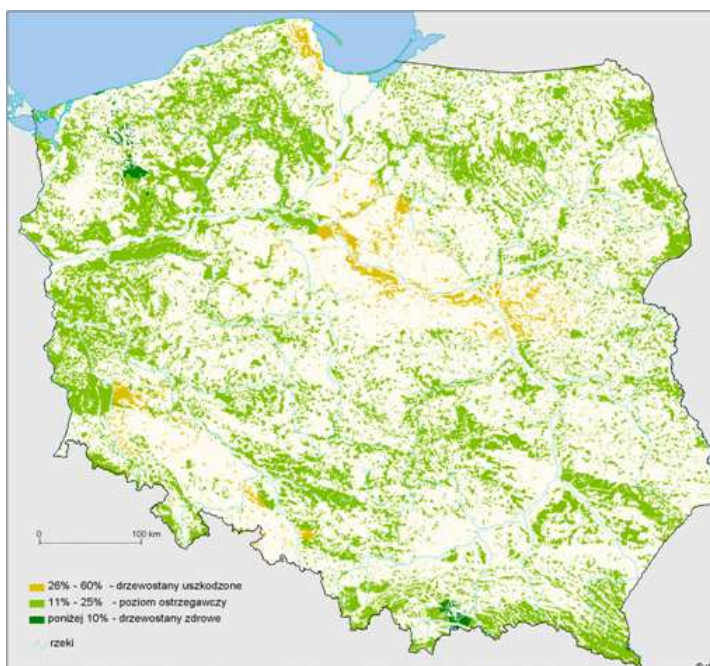 0 100 km
26% - 60% - drzewostany uszkodzone
11% - 25% - poziom ostrzegawczy
poniżej 10% - drzewostany zdrowe
rzeki